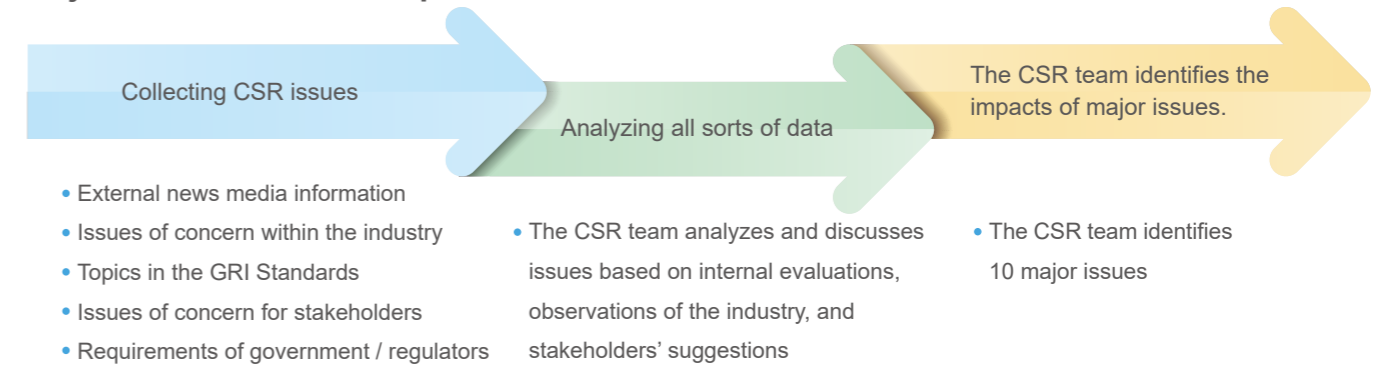 Collecting CSR issues
• External news media information
• Issues of concern within the industry
• Topics in the GRI Standards
• Issues of concern for stakeholders
• Requirements of government / regulators
Analyzing all sorts of data
• The CSR team analyzes and discusses
issues based on internal evaluations,
observations of the industry, and
stakeholders’ suggestions
The CSR team identifies the
impacts of major issues.
• The CSR team identifies
10 major issues